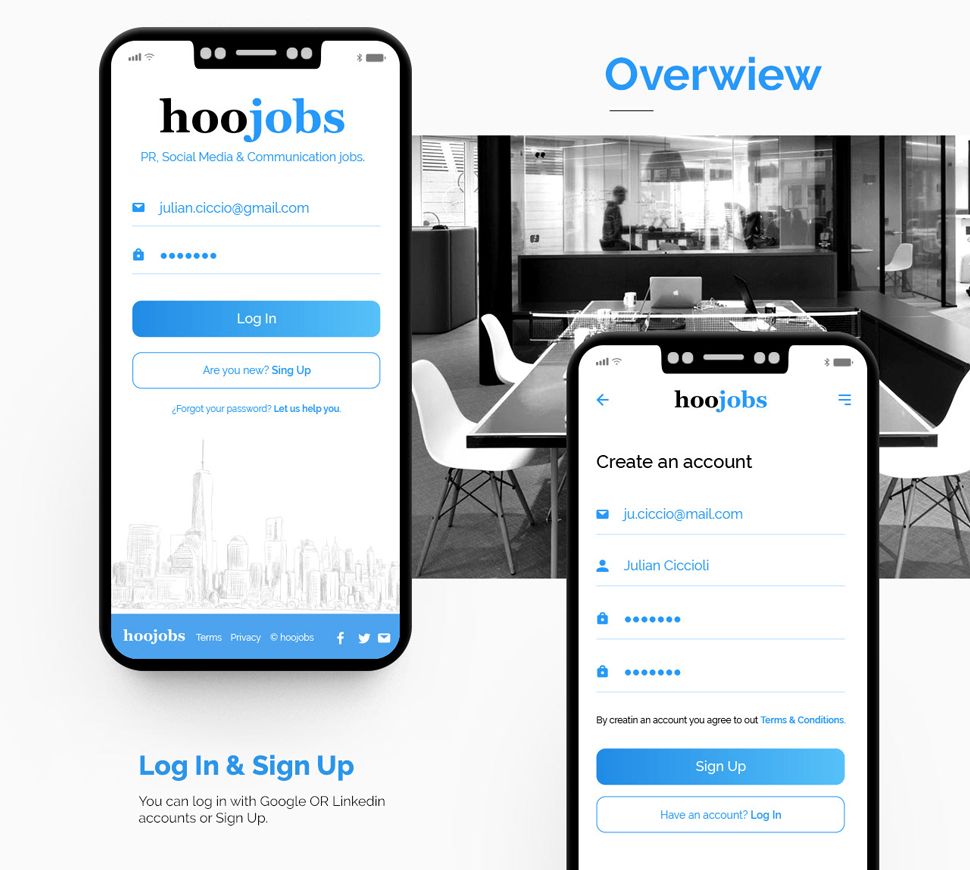 hoojobs
PR, Social Media & Communication jobs.
julian.ciccio@gmail.com
•••••••
Log In
Are you new? Sing Up
¿Forgot your password? Let us help you.
hoojobs Terms Privacy © hoojobs
Log In & Sign Up
You can log in with Google OR Linkedin
accounts or Sign Up.
Overwiew
hoojobs
Create an account
ju.ciccio@mail.com
Julian Ciccioli
•••••••
•••••••
By creatin an account you agree to out Terms & Conditions.
Sign Up
Have an account? Log In